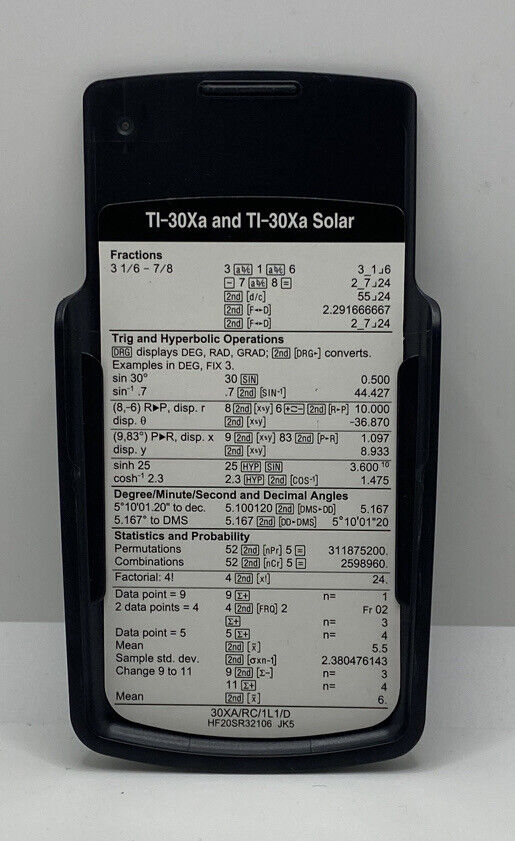 TI-30Xa and TI-30Xa Solar
Fractions
3 1/6 − 7/8 3 [a b/c] 1 [a b/c] 6 3_1⌟6
[−] 7 [a b/c] 8 [=] 2_7⌟24
[2nd] [d/c] 55⌟24
[2nd] [F◄►D] 2.291666667
[2nd] [F◄►D] 2_7⌟24
Trig and Hyperbolic Operations
[DRG] displays DEG, RAD, GRAD; [2nd] [DRG►] converts.
Examples in DEG, FIX 3.
sin 30° 30 [SIN] 0.500
sin⁻¹ .7 .7 [2nd] [SIN⁻¹] 44.427
(8,-6) R►P, disp. r 8 [2nd] [x◄►y] 6 [+⇄−] [2nd] [R►P] 10.000
disp. θ [2nd] [x◄►y] -36.870
(9,83°) P►R, disp. x 9 [2nd] [x◄►y] 83 [2nd] [P►R] 1.097
disp. y [2nd] [x◄►y] 8.933
sinh 25 25 [HYP] [SIN] 3.600 ¹⁰
cosh⁻¹ 2.3 2.3 [HYP] [2nd] [COS⁻¹] 1.475
Degree/Minute/Second and Decimal Angles
5°10'01.20" to dec. 5.100120 [2nd] [DMS►DD] 5.167
5.167° to DMS 5.167 [2nd] [DD►DMS] 5°10'01"20
Statistics and Probability
Permutations 52 [2nd] [nPr] 5 [=] 311875200.
Combinations 52 [2nd] [nCr] 5 [=] 2598960.
Factorial: 4! 4 [2nd] [x!] 24.
Data point = 9 9 [Σ+] n= 1
2 data points = 4 4 [2nd] [FRQ] 2 Fr 02
[Σ+] n= 3
Data point = 5 5 [Σ+] n= 4
Mean [2nd] [x̄] 5.5
Sample std. dev. [2nd] [σxn-1] 2.380476143
Change 9 to 11 9 [2nd] [Σ−] n= 3
11 [Σ+] n= 4
Mean [2nd] [x̄] 6.
30XA/RC/1L1/D
HF20SR32106 JK5